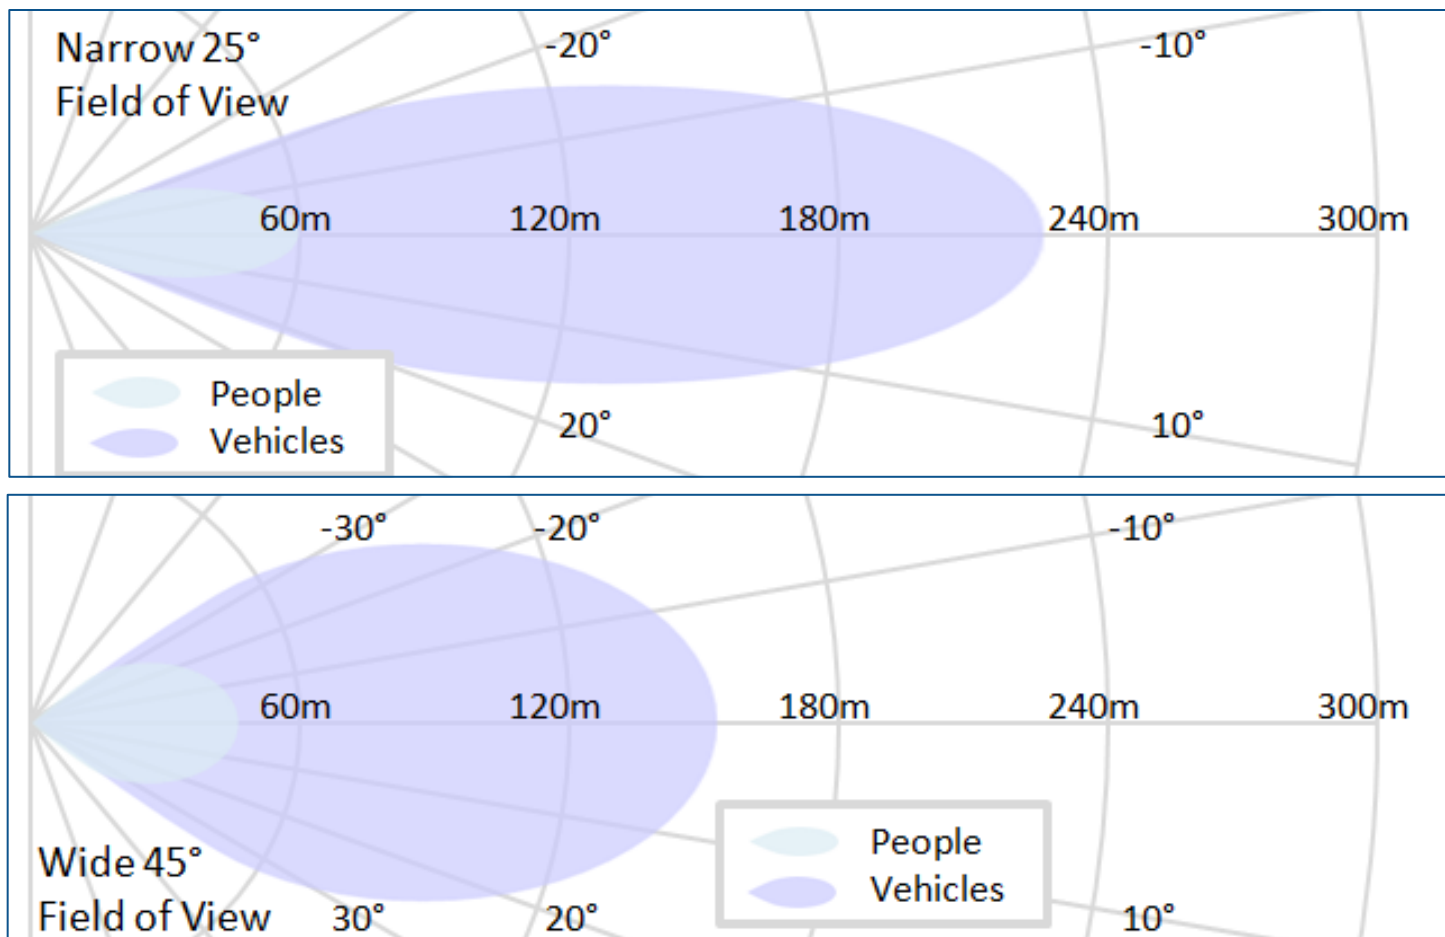 Narrow 25°
Field of View
-20°
-10°
60m
120m
180m
240m
300m
People
Vehicles
20°
10°
-30°
-20°
-10°
60m
120m
180m
240m
300m
People
Vehicles
Wide 45°
Field of View
30°
20°
10°